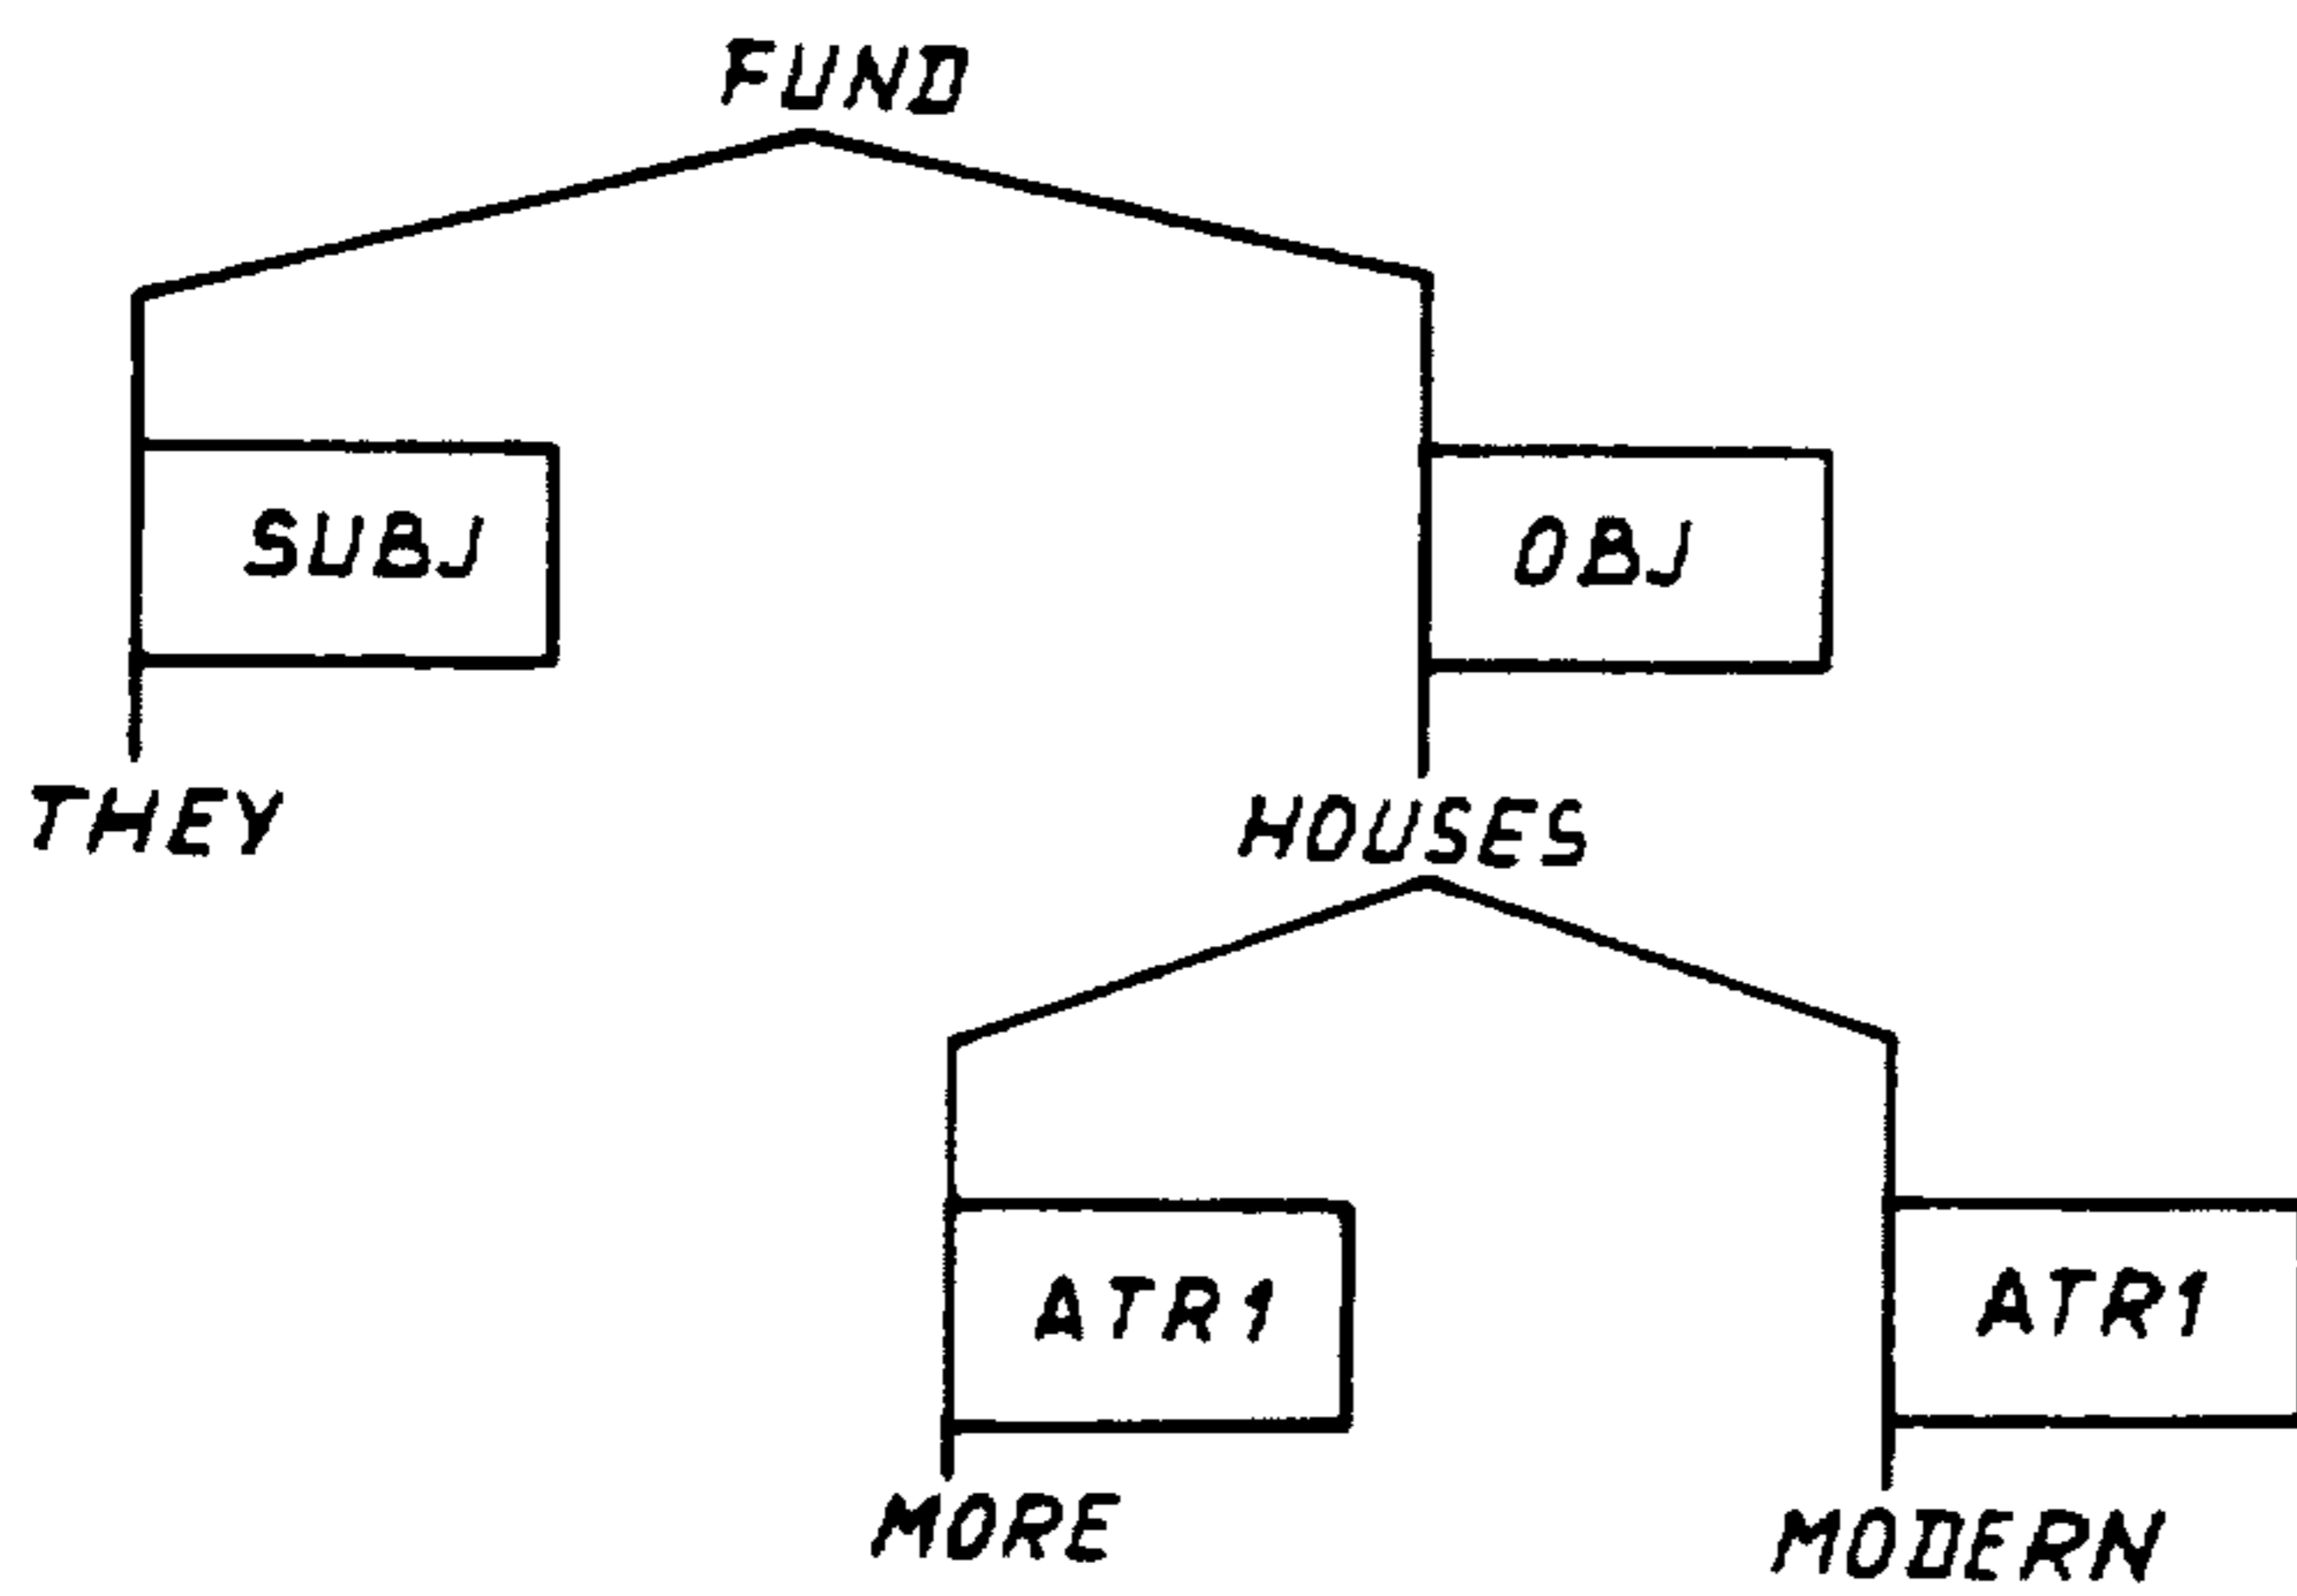 FUND
SUBJ OBJ
THEY HOUSES
ATR1 ATR1
MORE MODERN